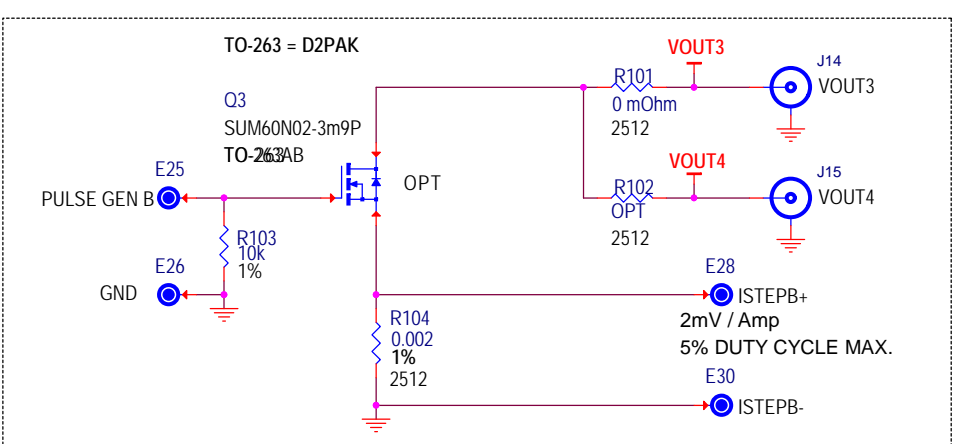 TO-263 = D2PAK
VOUT3
J14
R101
VOUT3
0 mOhm
2512
Q3
SUM60N02-3m9P
TO-263AB
E25
PULSE GEN B
OPT
VOUT4
J15
R102
VOUT4
OPT
2512
R103
10k
1%
E26
GND
E28
ISTEPB+
2mV / Amp
5% DUTY CYCLE MAX.
R104
0.002
1%
2512
E30
ISTEPB-